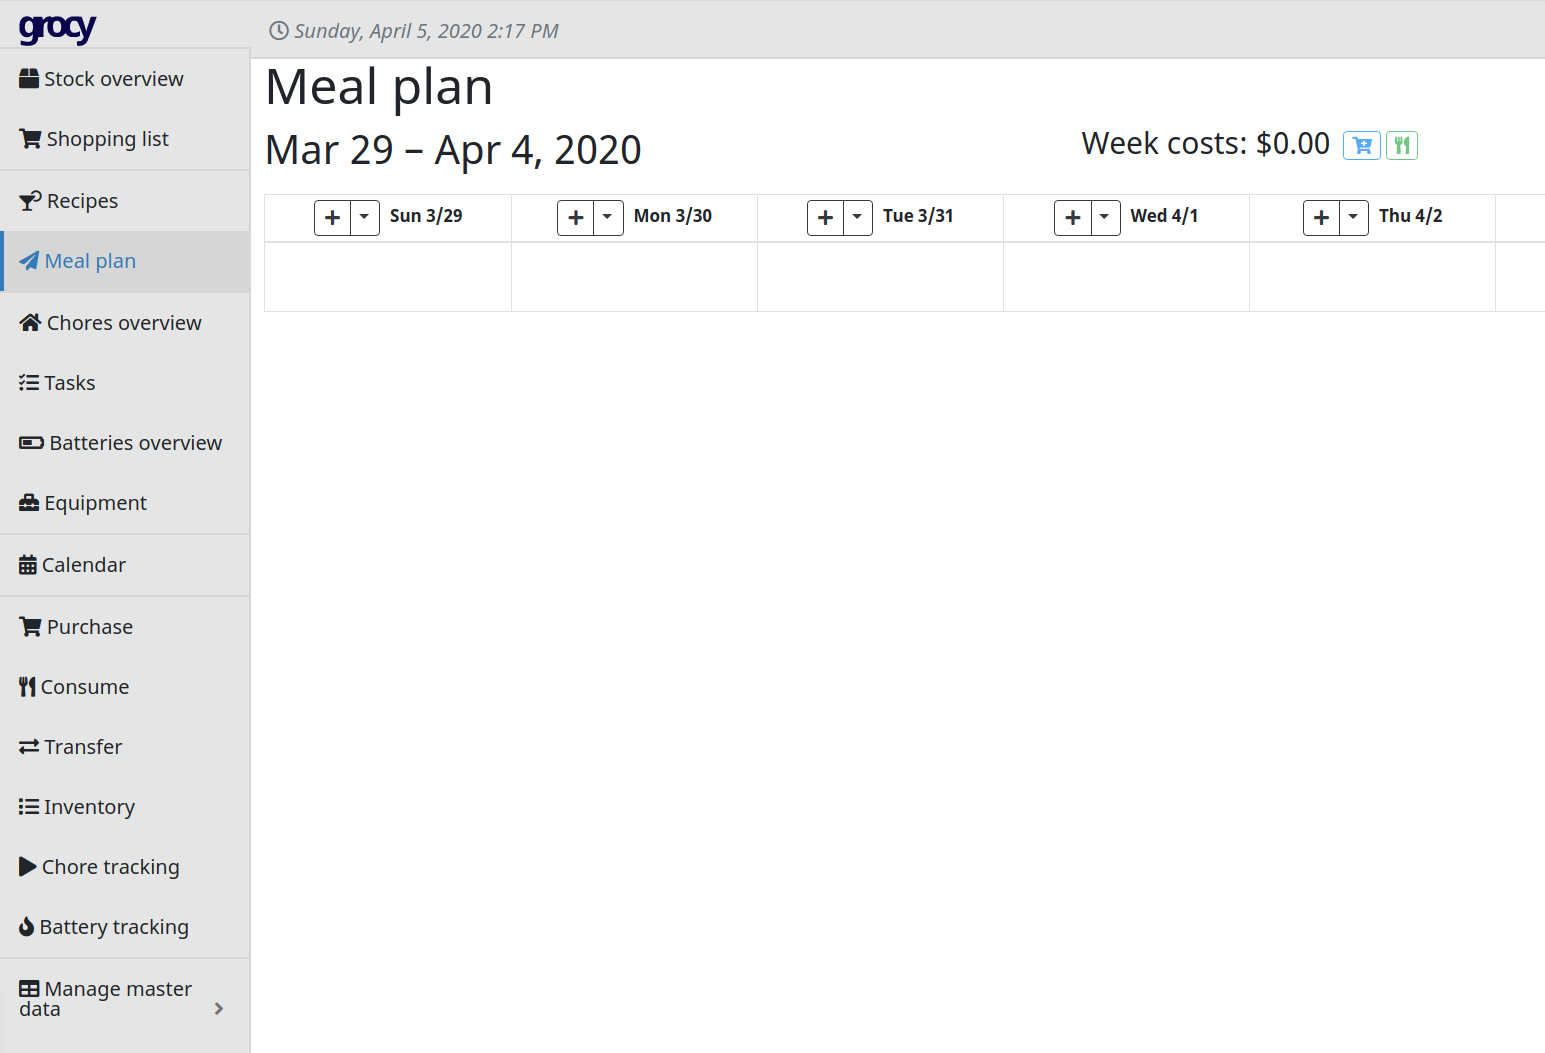 grocy
Sunday, April 5, 2020 2:17 PM
Stock overview
Shopping list
Recipes
Meal plan
Chores overview
Tasks
Batteries overview
Equipment
Calendar
Purchase
Consume
Transfer
Inventory
Chore tracking
Battery tracking
Manage master
data
Meal plan
Mar 29 – Apr 4, 2020
Week costs: $0.00
Sun 3/29
Mon 3/30
Tue 3/31
Wed 4/1
Thu 4/2